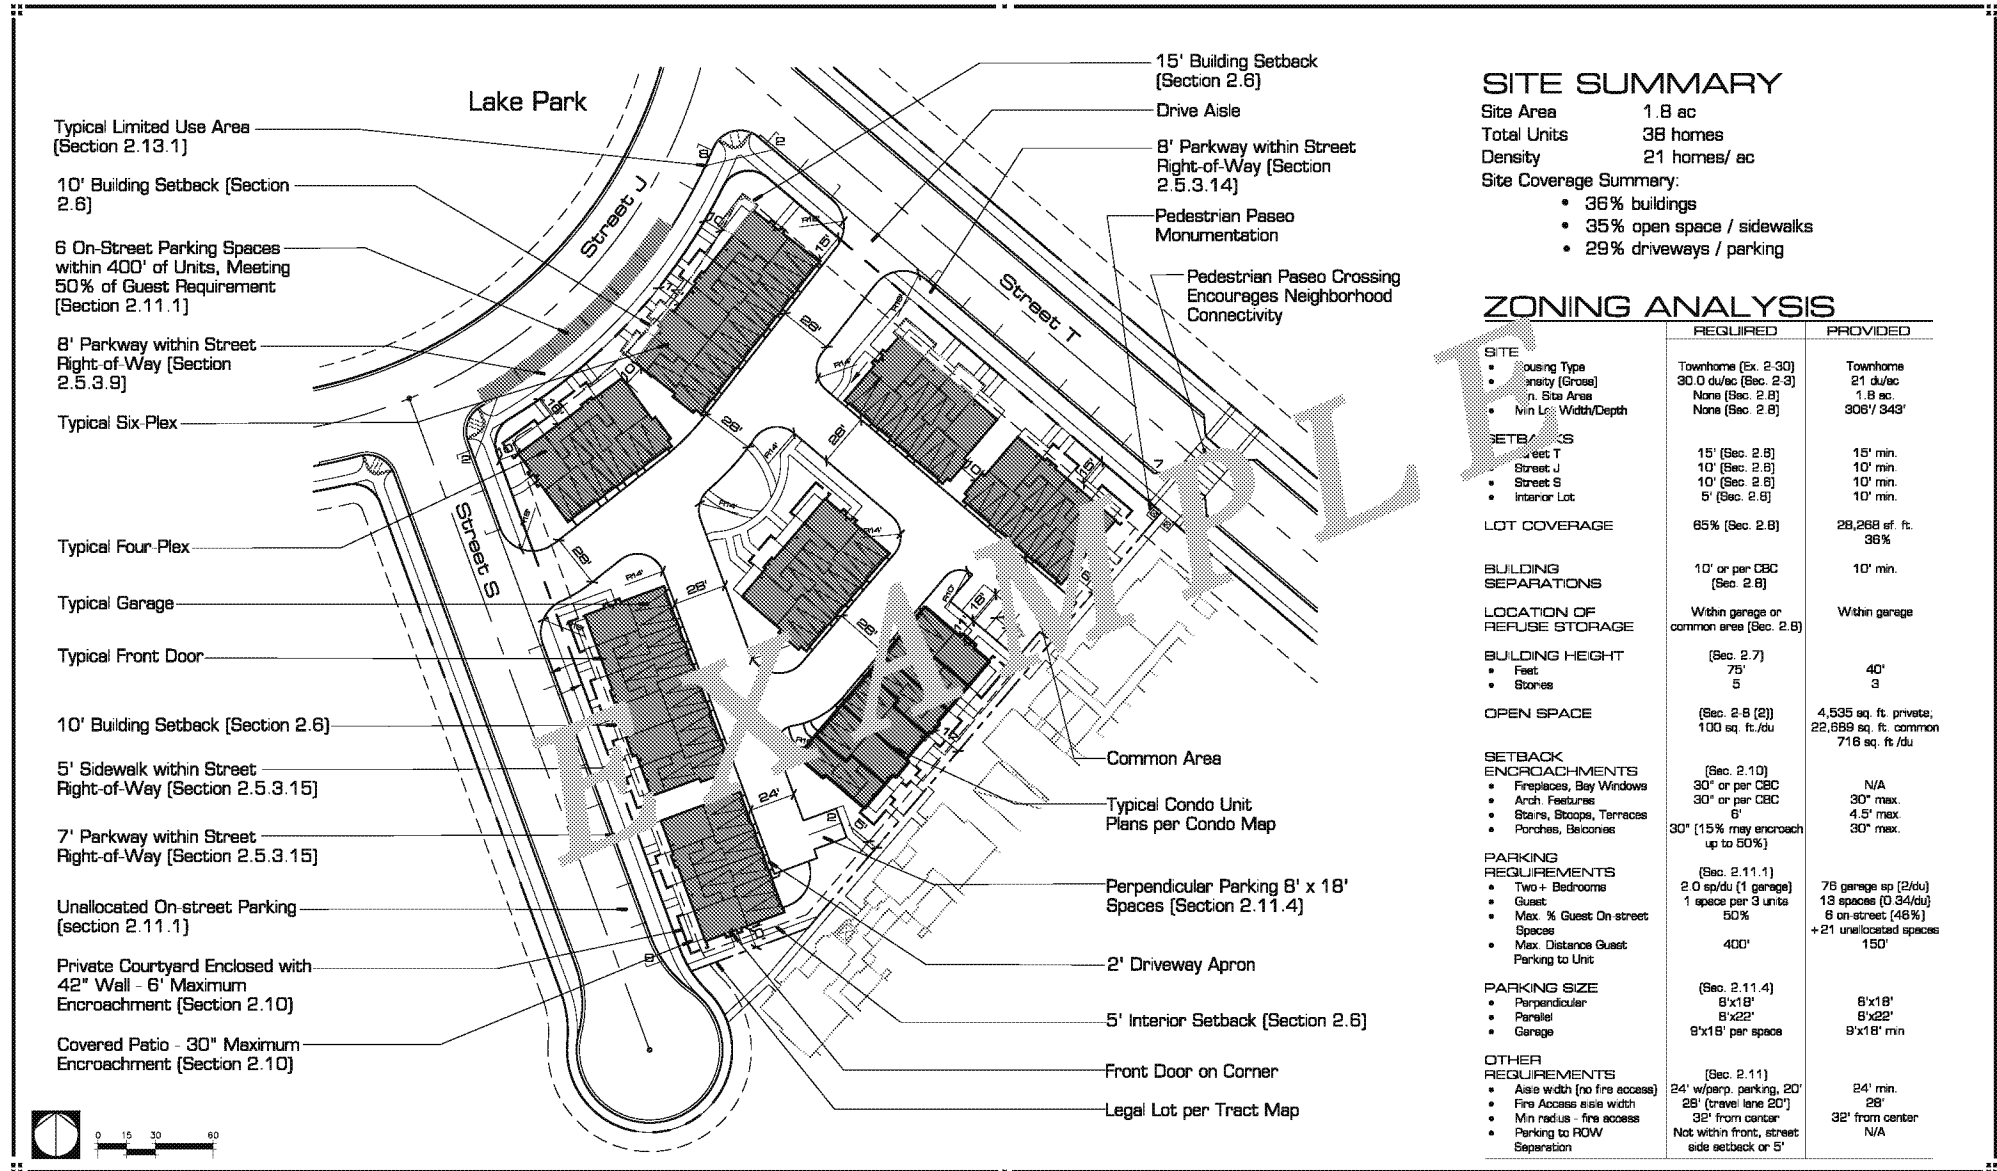 Lake Park
Typical Limited Use Area
(Section 2.13.1)
10' Building Setback (Section
2.6)
6 On-Street Parking Spaces
within 400' of Units, Meeting
50% of Guest Requirement
(Section 2.11.1)
8' Parkway within Street
Right-of-Way (Section
2.5.3.9)
Typical Six-Plex
Typical Four-Plex
Typical Garage
Typical Front Door
10' Building Setback (Section 2.6)
5' Sidewalk within Street
Right-of-Way (Section 2.5.3.15)
7' Parkway within Street
Right-of-Way (Section 2.5.3.15)
Unallocated On-street Parking
(section 2.11.1)
Private Courtyard Enclosed with
42" Wall - 6' Maximum
Encroachment (Section 2.10)
Covered Patio - 30" Maximum
Encroachment (Section 2.10)
0 15 30 60
Street J
Street T
Street S
28'
28'
28'
28'
28'
28'
24'
EXAMPLE
15' Building Setback
(Section 2.6)
Drive Aisle
8' Parkway within Street
Right-of-Way (Section
2.5.3.14)
Pedestrian Paseo
Monumentation
Pedestrian Paseo Crossing
Encourages Neighborhood
Connectivity
Common Area
Typical Condo Unit
Plans per Condo Map
Perpendicular Parking 8' x 18'
Spaces (Section 2.11.4)
2' Driveway Apron
5' Interior Setback (Section 2.6)
Front Door on Corner
Legal Lot per Tract Map
SITE SUMMARY
Site Area 1.8 ac
Total Units 38 homes
Density 21 homes/ ac
Site Coverage Summary:
• 36% buildings
• 35% open space / sidewalks
• 29% driveways / parking
ZONING ANALYSIS
REQUIRED PROVIDED
SITE
• Housing Type Townhome (Ex. 2-30) Townhome
• Density (Gross) 30.0 du/ac (Sec. 2-3) 21 du/ac
• Min. Site Area None (Sec. 2.8) 1.8 ac.
• Min Lot Width/Depth None (Sec. 2.8) 306'/ 343'
SETBACKS
• Street T 15' (Sec. 2.6) 15' min.
• Street J 10' (Sec. 2.6) 10' min.
• Street S 10' (Sec. 2.6) 10' min.
• Interior Lot 5' (Sec. 2.6) 10' min.
LOT COVERAGE 65% (Sec. 2.8) 28,268 sf. ft.
36%
BUILDING 10' or per CBC 10' min.
SEPARATIONS (Sec. 2.8)
LOCATION OF Within garage or Within garage
REFUSE STORAGE common area (Sec. 2.8)
BUILDING HEIGHT (Sec. 2.7)
• Feet 75' 40'
• Stories 5 3
OPEN SPACE (Sec. 2-8 (2)) 4,535 sq. ft. private;
100 sq. ft./du 22,689 sq. ft. common
716 sq. ft /du
SETBACK
ENCROACHMENTS (Sec. 2.10)
• Fireplaces, Bay Windows 30" or per CBC N/A
• Arch. Features 30" or per CBC 30" max.
• Stairs, Stoops, Terraces 6' 4.5' max.
• Porches, Balconies 30" (15% may encroach 30" max.
up to 50%)
PARKING
REQUIREMENTS (Sec. 2.11.1)
• Two+ Bedrooms 2.0 sp/du (1 garage) 76 garage sp (2/du)
• Guest 1 space per 3 units 13 spaces (0.34/du)
• Max. % Guest On-street 50% 6 on-street (46%)
Spaces +21 unallocated spaces
• Max. Distance Guest 400' 150'
Parking to Unit
PARKING SIZE (Sec. 2.11.4)
• Perpendicular 8'x18' 8'x18'
• Parallel 8'x22' 8'x22'
• Garage 9'x18' per space 9'x18' min
OTHER
REQUIREMENTS (Sec. 2.11)
• Aisle width (no fire access) 24' w/perp. parking, 20' 24' min.
• Fire Access aisle width 28' (travel lane 20') 28'
• Min radius - fire access 32' from center 32' from center
• Parking to ROW Not within front, street N/A
Separation side setback or 5'